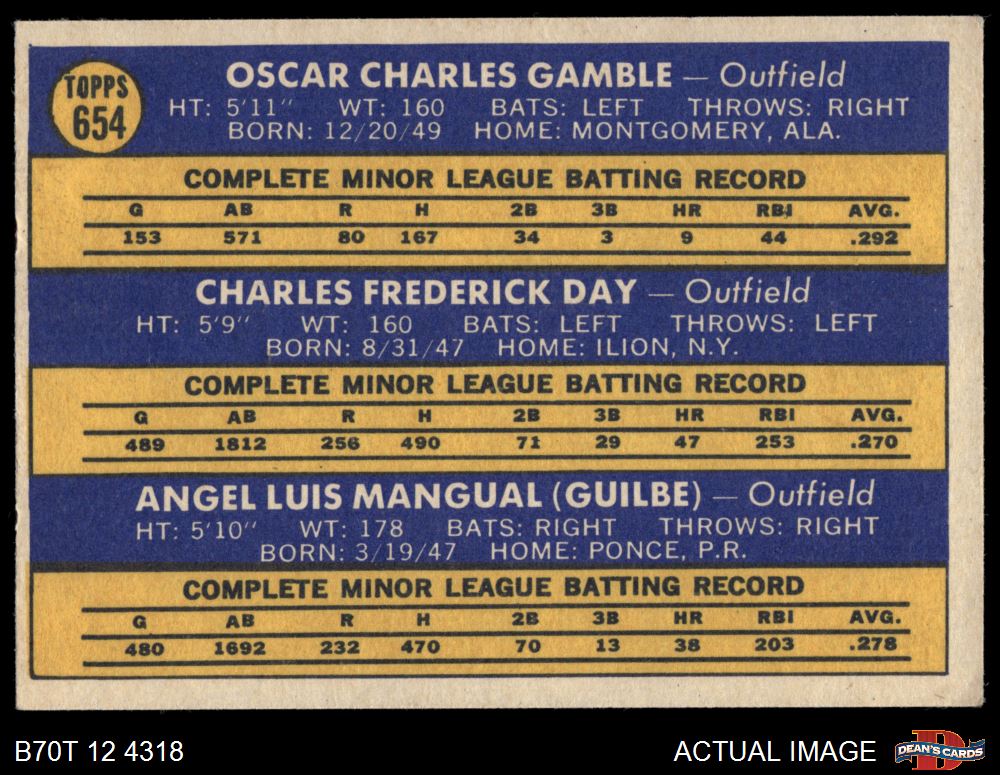 TOPPS
654
OSCAR CHARLES GAMBLE — Outfield
HT: 5'11" WT: 160 BATS: LEFT THROWS: RIGHT
BORN: 12/20/49 HOME: MONTGOMERY, ALA.
COMPLETE MINOR LEAGUE BATTING RECORD
G AB R H 2B 3B HR RBI AVG.
153 571 80 167 34 3 9 44 .292
CHARLES FREDERICK DAY — Outfield
HT: 5'9" WT: 160 BATS: LEFT THROWS: LEFT
BORN: 8/31/47 HOME: ILION, N.Y.
COMPLETE MINOR LEAGUE BATTING RECORD
G AB R H 2B 3B HR RBI AVG.
489 1812 256 490 71 29 47 253 .270
ANGEL LUIS MANGUAL (GUILBE) — Outfield
HT: 5'10" WT: 178 BATS: RIGHT THROWS: RIGHT
BORN: 3/19/47 HOME: PONCE, P.R.
COMPLETE MINOR LEAGUE BATTING RECORD
G AB R H 2B 3B HR RBI AVG.
480 1692 232 470 70 13 38 203 .278
B70T 12 4318 ACTUAL IMAGE D DEAN'S CARDS